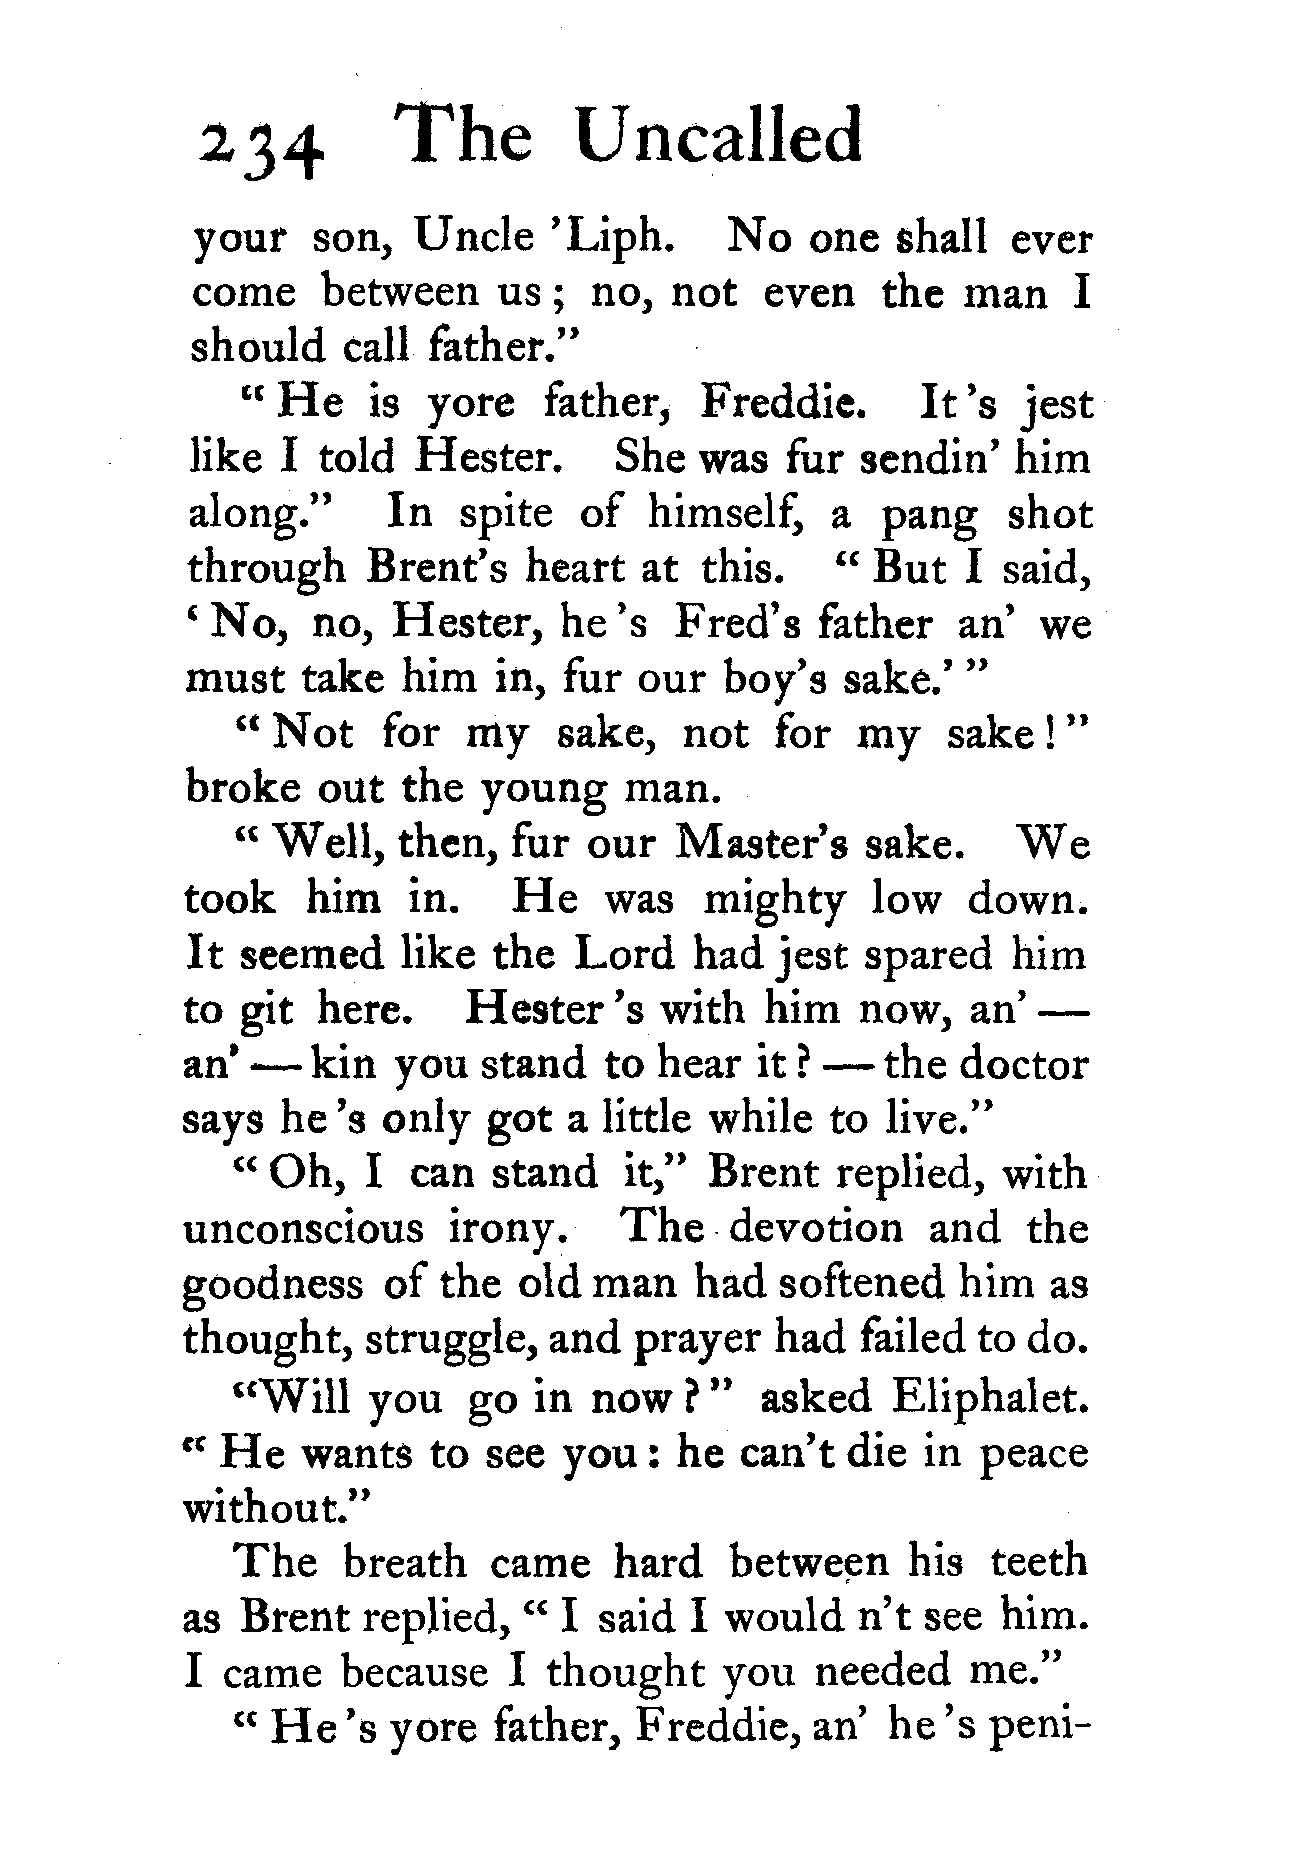 234 The Uncalled
your son, Uncle 'Liph. No one shall ever
come between us; no, not even the man I
should call father."
"He is yore father, Freddie. It's jest
like I told Hester. She was fur sendin' him
along." In spite of himself, a pang shot
through Brent's heart at this. "But I said,
'No, no, Hester, he's Fred's father an' we
must take him in, fur our boy's sake.'"
"Not for my sake, not for my sake!"
broke out the young man.
"Well, then, fur our Master's sake. We
took him in. He was mighty low down.
It seemed like the Lord had jest spared him
to git here. Hester's with him now, an' —
an' — kin you stand to hear it? — the doctor
says he's only got a little while to live."
"Oh, I can stand it," Brent replied, with
unconscious irony. The devotion and the
goodness of the old man had softened him as
thought, struggle, and prayer had failed to do.
"Will you go in now?" asked Eliphalet.
"He wants to see you: he can't die in peace
without."
The breath came hard between his teeth
as Brent replied, "I said I would n't see him.
I came because I thought you needed me."
"He's yore father, Freddie, an' he's peni-